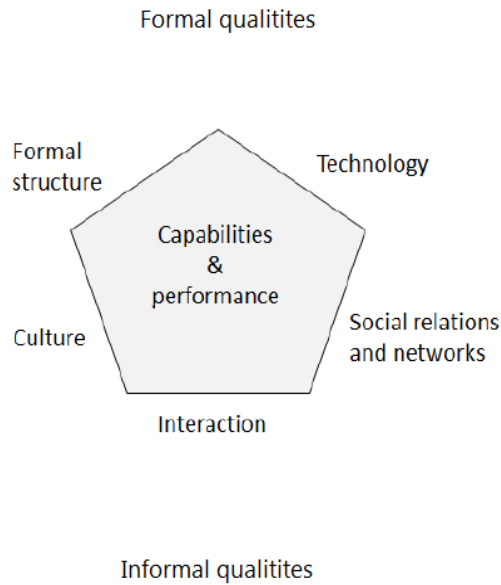 Formal qualitites
Formal
structure
Technology
Capabilities
&
performance
Culture
Social relations
and networks
Interaction
Informal qualitites